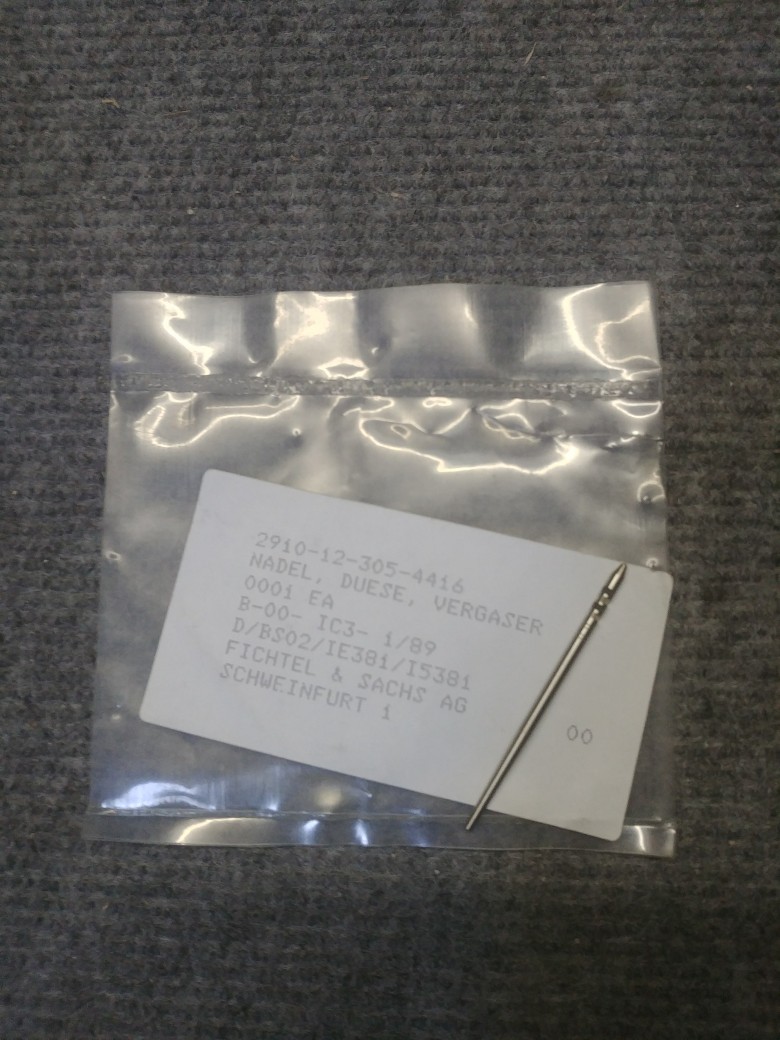 2910-12-305-4416
NADEL, DUESE, VERGASER
0001 EA
B-00- IC3- 1/89
D/BS02/IE381/I5381
FICHTEL & SACHS AG
SCHWEINFURT 1
00